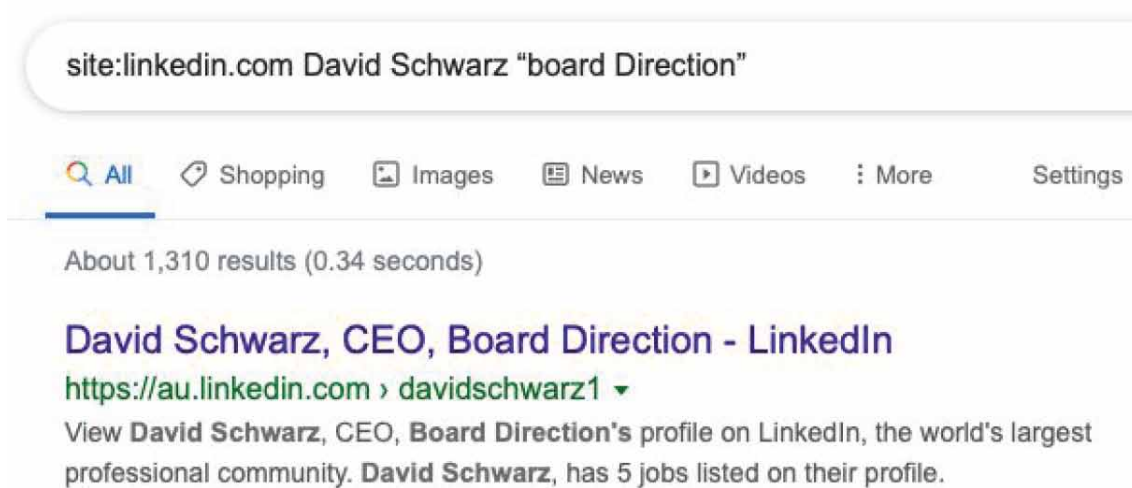 site:linkedin.com David Schwarz “board Direction”
All Shopping Images News Videos More Settings
About 1,310 results (0.34 seconds)
David Schwarz, CEO, Board Direction - LinkedIn
https://au.linkedin.com › davidschwarz1
View David Schwarz, CEO, Board Direction's profile on LinkedIn, the world's largest
professional community. David Schwarz, has 5 jobs listed on their profile.